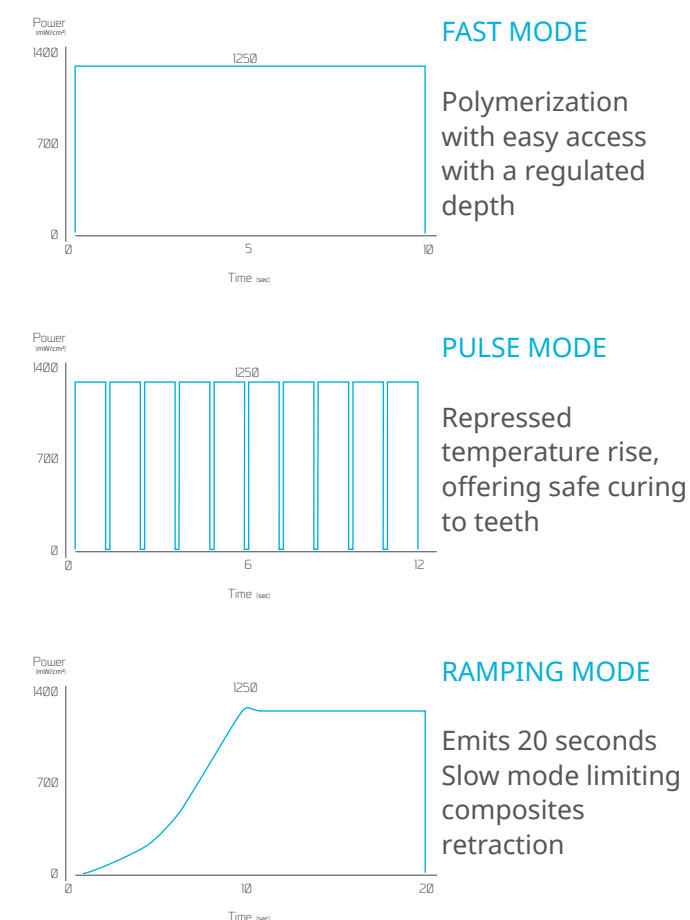 Power
[mW/cm²]
1400
1250
700
0
0
5
10
Time [sec]
FAST MODE
Polymerization
with easy access
with a regulated
depth
Power
[mW/cm²]
1400
1250
700
0
0
6
12
Time [sec]
PULSE MODE
Repressed
temperature rise,
offering safe curing
to teeth
Power
[mW/cm²]
1400
1250
700
0
0
10
20
Time [sec]
RAMPING MODE
Emits 20 seconds
Slow mode limiting
composites
retraction